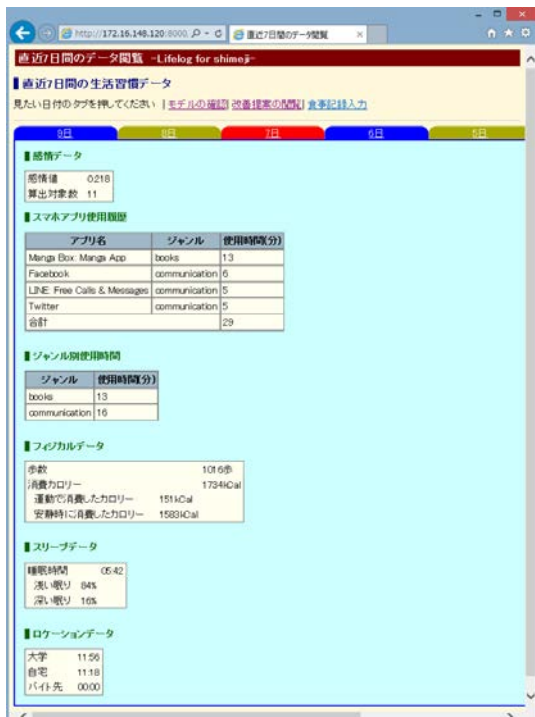 http://172.16.148.120:8000
直近7日間のデータ閲覧
直近7日間のデータ閲覧 -Lifelog for shimeji-
直近7日間の生活習慣データ
見たい日付のタブを押してください | モデルの確認| 改善提案の閲覧| 食事記録入力
9日 8日 7日 6日 5日
感情データ
感情値 0.218
算出対象数 11
スマホアプリ使用履歴
アプリ名 ジャンル 使用時間(分)
Manga Box: Manga App books 13
Facebook communication 6
LINE: Free Calls & Messages communication 5
Twitter communication 5
合計 29
ジャンル別使用時間
ジャンル 使用時間(分)
books 13
communication 16
フィジカルデータ
歩数 1016歩
消費カロリー 1734kCal
運動で消費したカロリー 151kCal
安静時に消費したカロリー 1583kCal
スリープデータ
睡眠時間 05:42
浅い眠り 84%
深い眠り 16%
ロケーションデータ
大学 11:56
自宅 11:18
バイト先 00:00